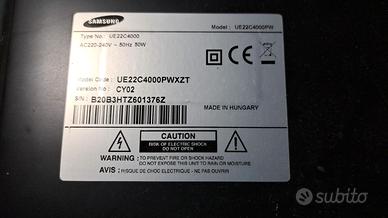 SAMSUNG
UE22C4000PW
Type No.: UE22C4000
AC220-240V~ 50Hz 50W
Model Code : UE22C4000PWXZT
Version No : CY02
S/N : B20B3HTZ601376Z
MADE IN HUNGARY
CAUTION
RISK OF ELECTRIC SHOCK
DO NOT OPEN
WARNING : TO PREVENT FIRE OR SHOCK HAZARD
DO NOT EXPOSE THIS UNIT TO RAIN OR MOISTURE.
AVIS : RISQUE DE CHOC ELECTRIQUE - NE PAS OUVRIR.
subito